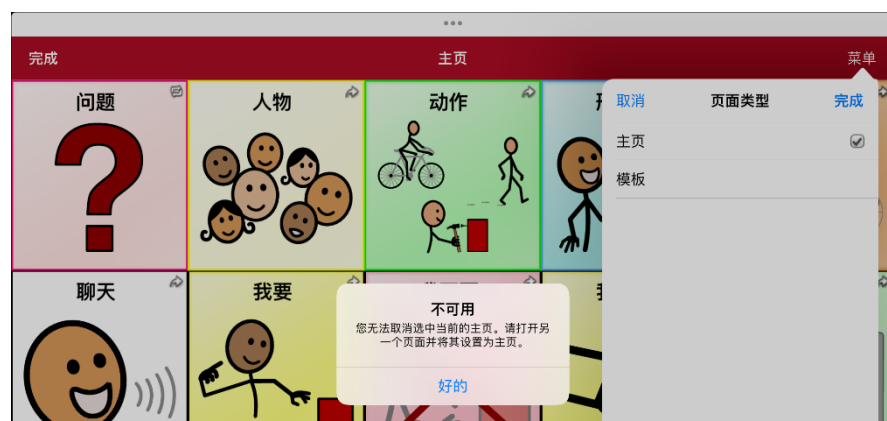 完成
主页
菜单
问题
人物
动作
取消
页面类型
完成
主页
模板
聊天
我要
不可用
您无法取消选中当前的主页。请打开另
一个页面并将其设置为主页。
好的